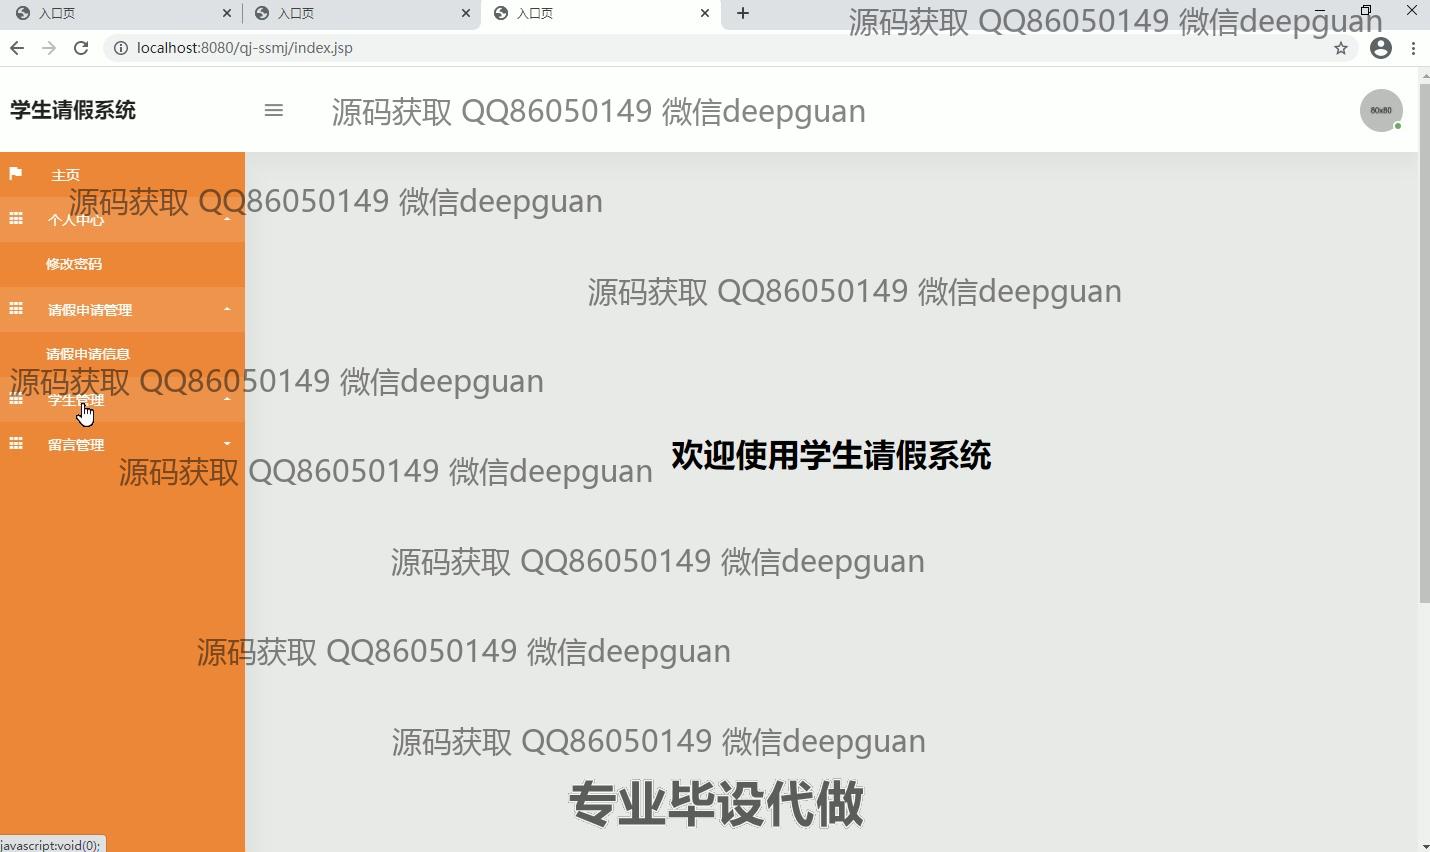 入口页
入口页
入口页
源码获取 QQ86050149 微信deepguan
localhost:8080/qj-ssmj/index.jsp
学生请假系统
源码获取 QQ86050149 微信deepguan
80x80
主页
源码获取 QQ86050149 微信deepguan
个人中心
修改密码
源码获取 QQ86050149 微信deepguan
请假申请管理
请假申请信息
源码获取 QQ86050149 微信deepguan
学生管理
留言管理
欢迎使用学生请假系统
源码获取 QQ86050149 微信deepguan
源码获取 QQ86050149 微信deepguan
源码获取 QQ86050149 微信deepguan
源码获取 QQ86050149 微信deepguan
专业毕设代做
javascript:void(0);